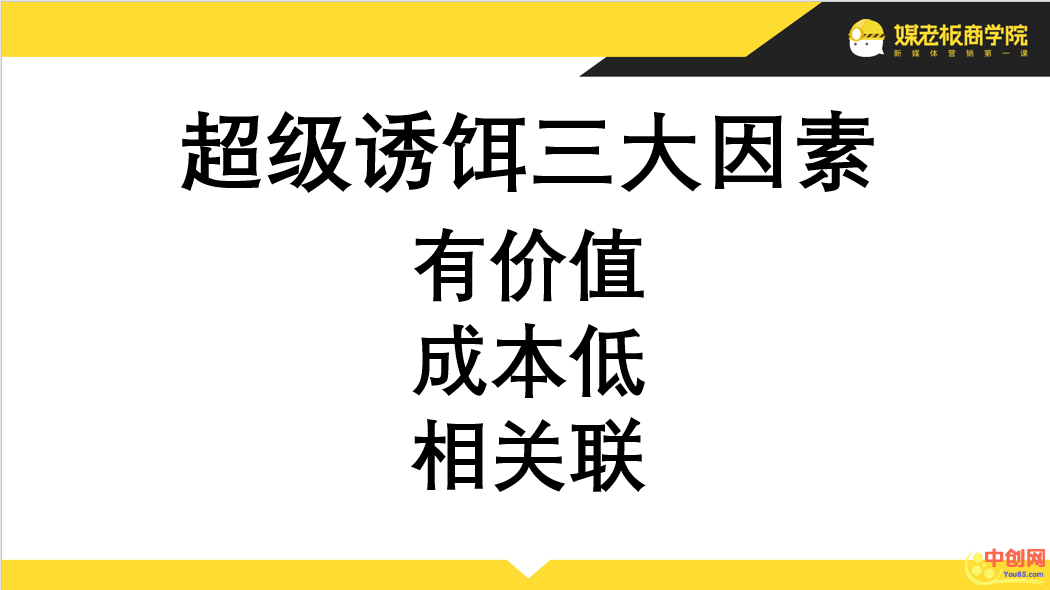 媒老板商学院
新媒体营销第一课
超级诱饵三大因素
有价值
成本低
相关联
中创网
You85.com